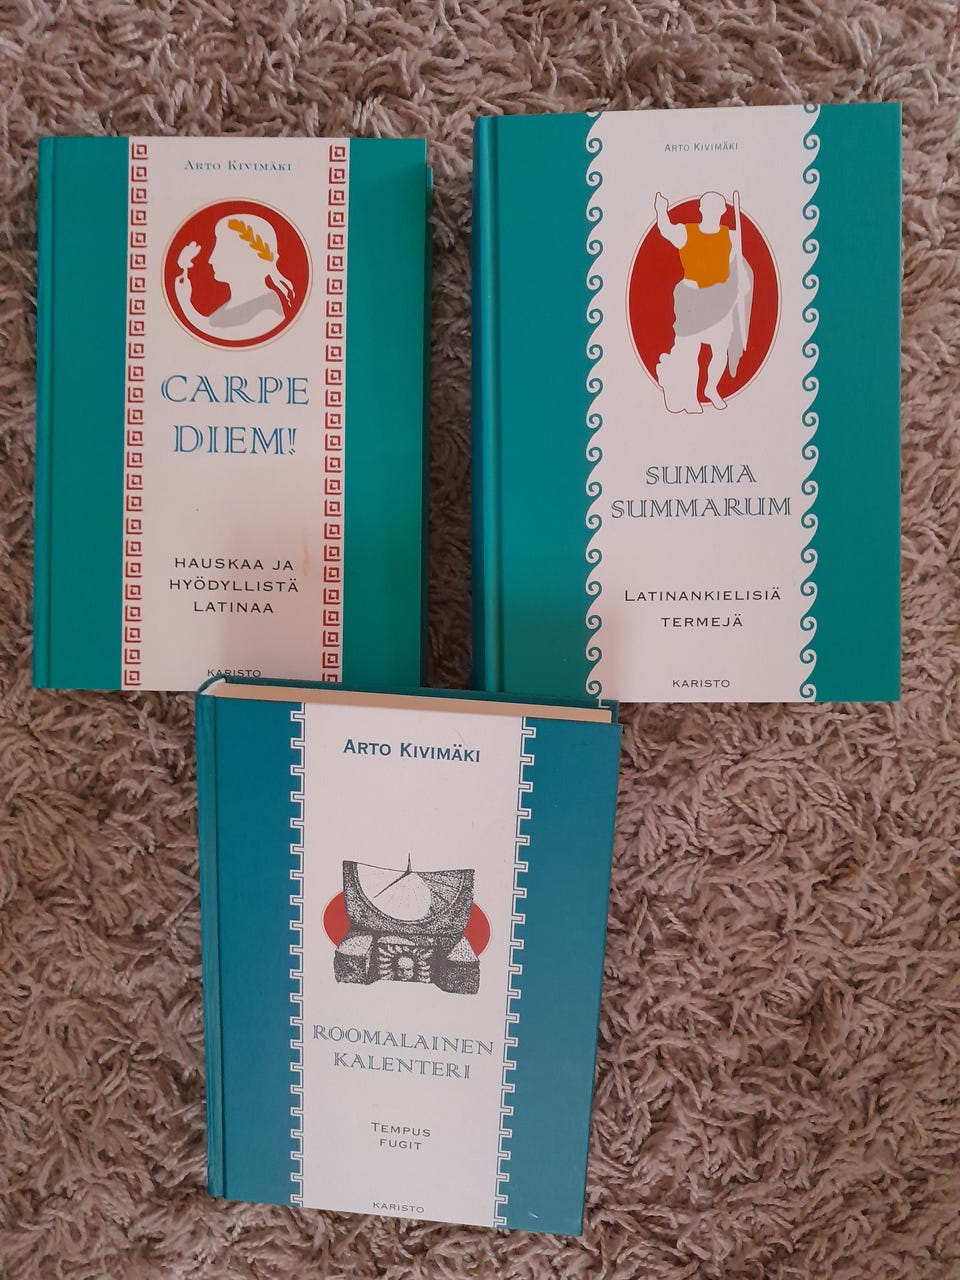 Arto Kivimäki
CARPE
DIEM!
HAUSKAA JA
HYÖDYLLISTÄ
LATINAA
KARISTO
Arto Kivimäki
SUMMA
SUMMARUM
Latinankielisiä
termejä
KARISTO
Arto Kivimäki
ROOMALAINEN
KALENTERI
Tempus
fugit
KARISTO